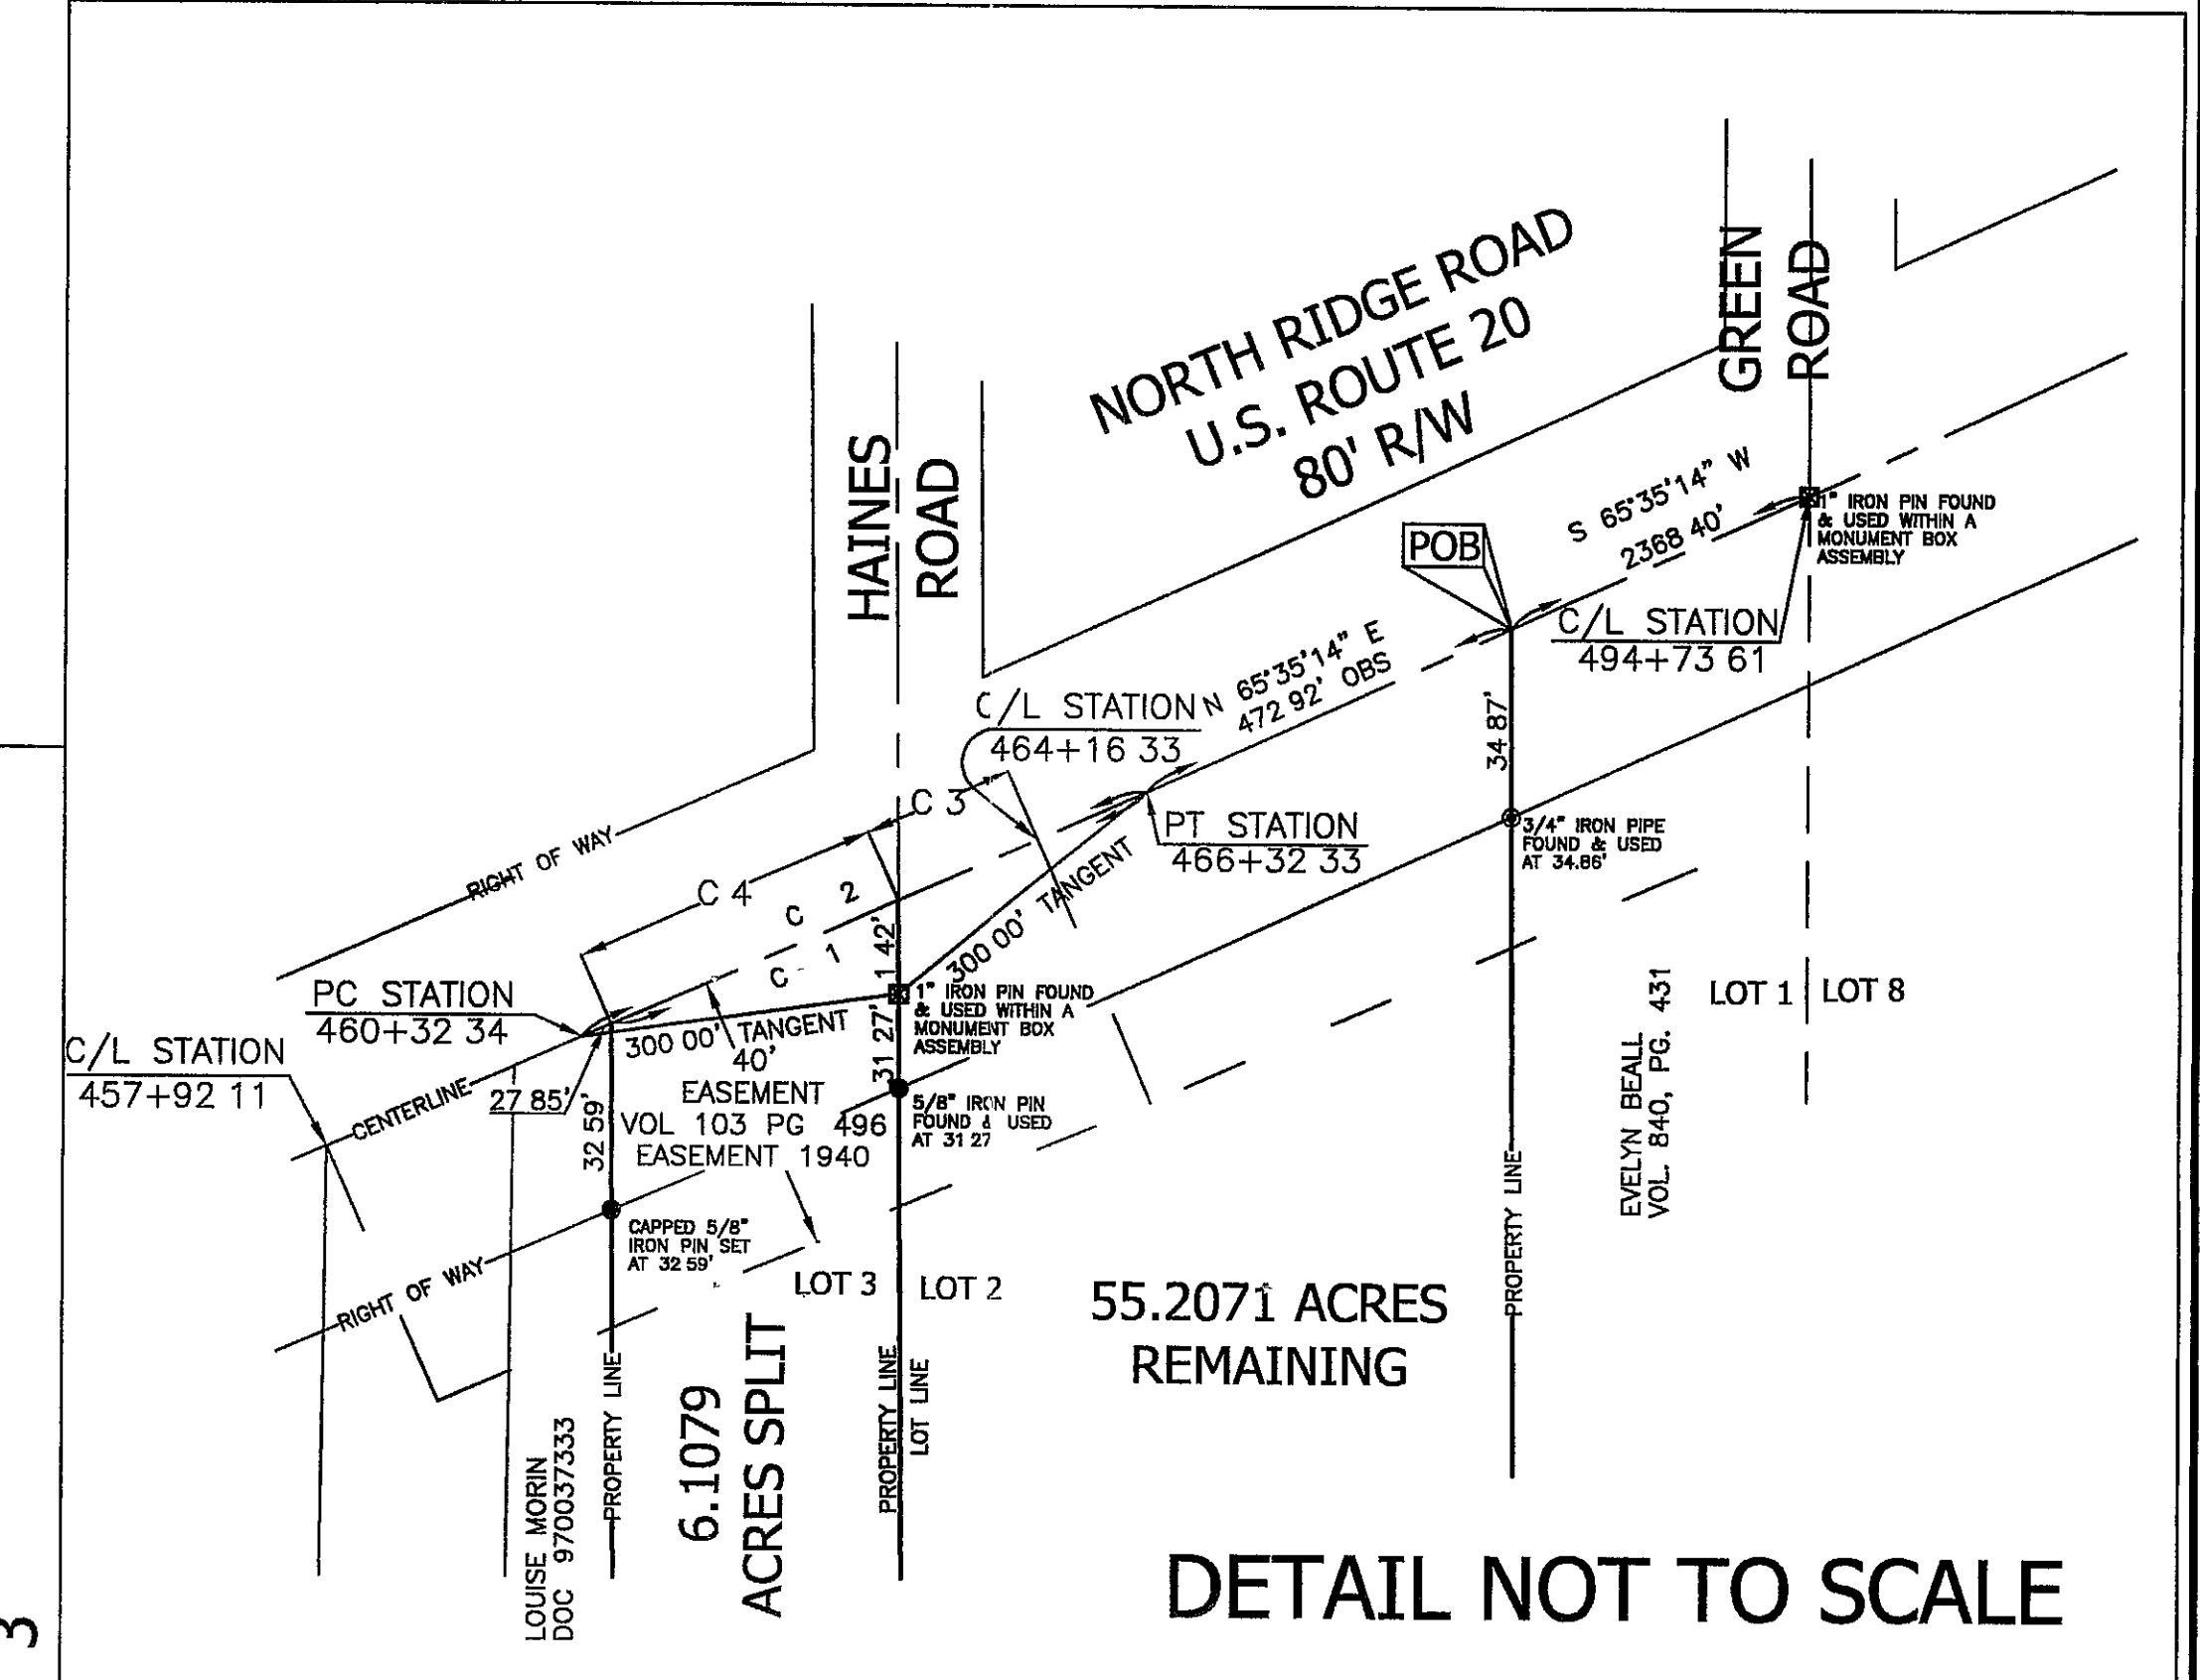 NORTH RIDGE ROAD
U.S. ROUTE 20
80' R/W
GREEN
ROAD
HAINES
ROAD
S 65°35'14" W
2368 40'
1" IRON PIN FOUND
& USED WITHIN A
MONUMENT BOX
ASSEMBLY
POB
C/L STATION
494+73 61
N 65°35'14" E
472 92' OBS
C/L STATION
464+16 33
34 87'
C 3
PT STATION
466+32 33
3/4" IRON PIPE
FOUND & USED
AT 34.86'
RIGHT OF WAY
C 4
C 2
C 1
300 00' TANGENT
1 42'
PC STATION
460+32 34
1" IRON PIN FOUND
& USED WITHIN A
MONUMENT BOX
ASSEMBLY
300 00' TANGENT
40'
31 27'
C/L STATION
457+92 11
CENTERLINE
27 85'
32 59'
EASEMENT
VOL 103 PG 496
EASEMENT 1940
5/8" IRON PIN
FOUND & USED
AT 31 27
LOT 1
LOT 8
EVELYN BEALL
VOL. 840, PG. 431
CAPPED 5/8"
IRON PIN SET
AT 32 59'
RIGHT OF WAY
LOT 3
LOT 2
55.2071 ACRES
REMAINING
PROPERTY LINE
PROPERTY LINE
PROPERTY LINE
LOT LINE
6.1079
ACRES SPLIT
LOUISE MORIN
DOC 970037333
DETAIL NOT TO SCALE
3